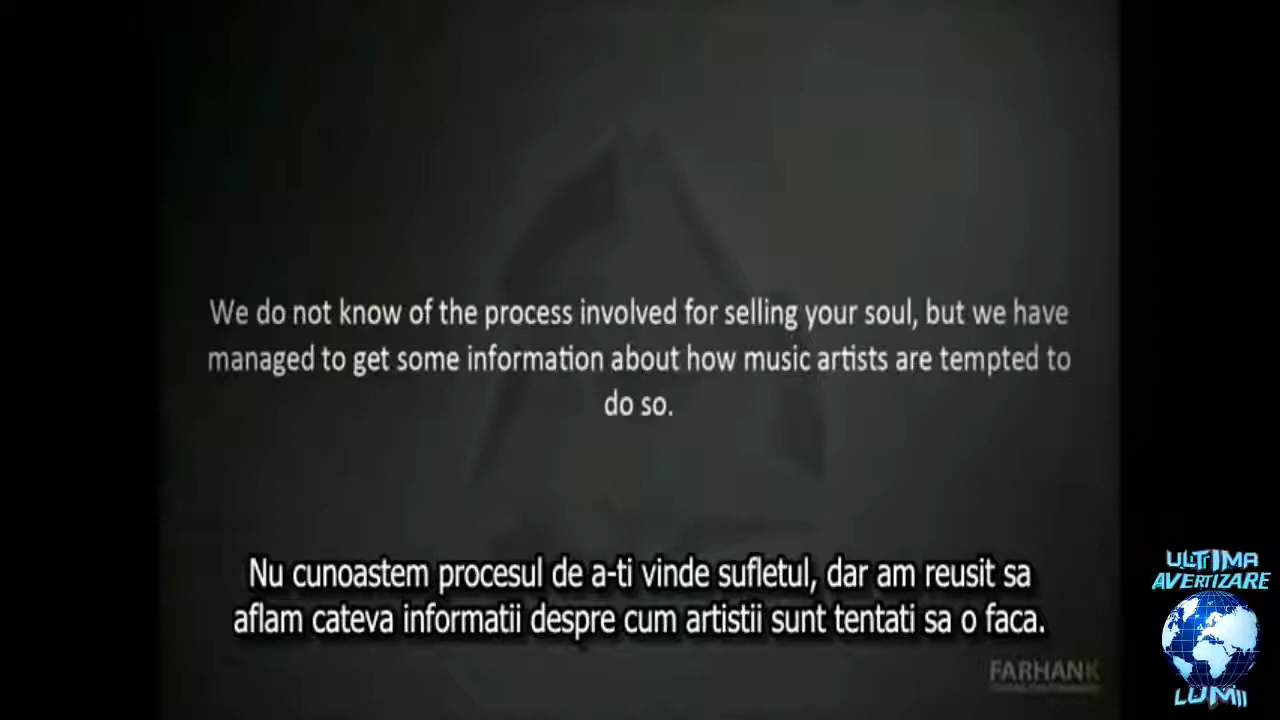 We do not know of the process involved for selling your soul, but we have
managed to get some information about how music artists are tempted to
do so.
Nu cunoastem procesul de a-ti vinde sufletul, dar am reusit sa
aflam cateva informatii despre cum artistii sunt tentati sa o faca.
FARHANK
ULTIMA
AVERTIZARE
LUMII